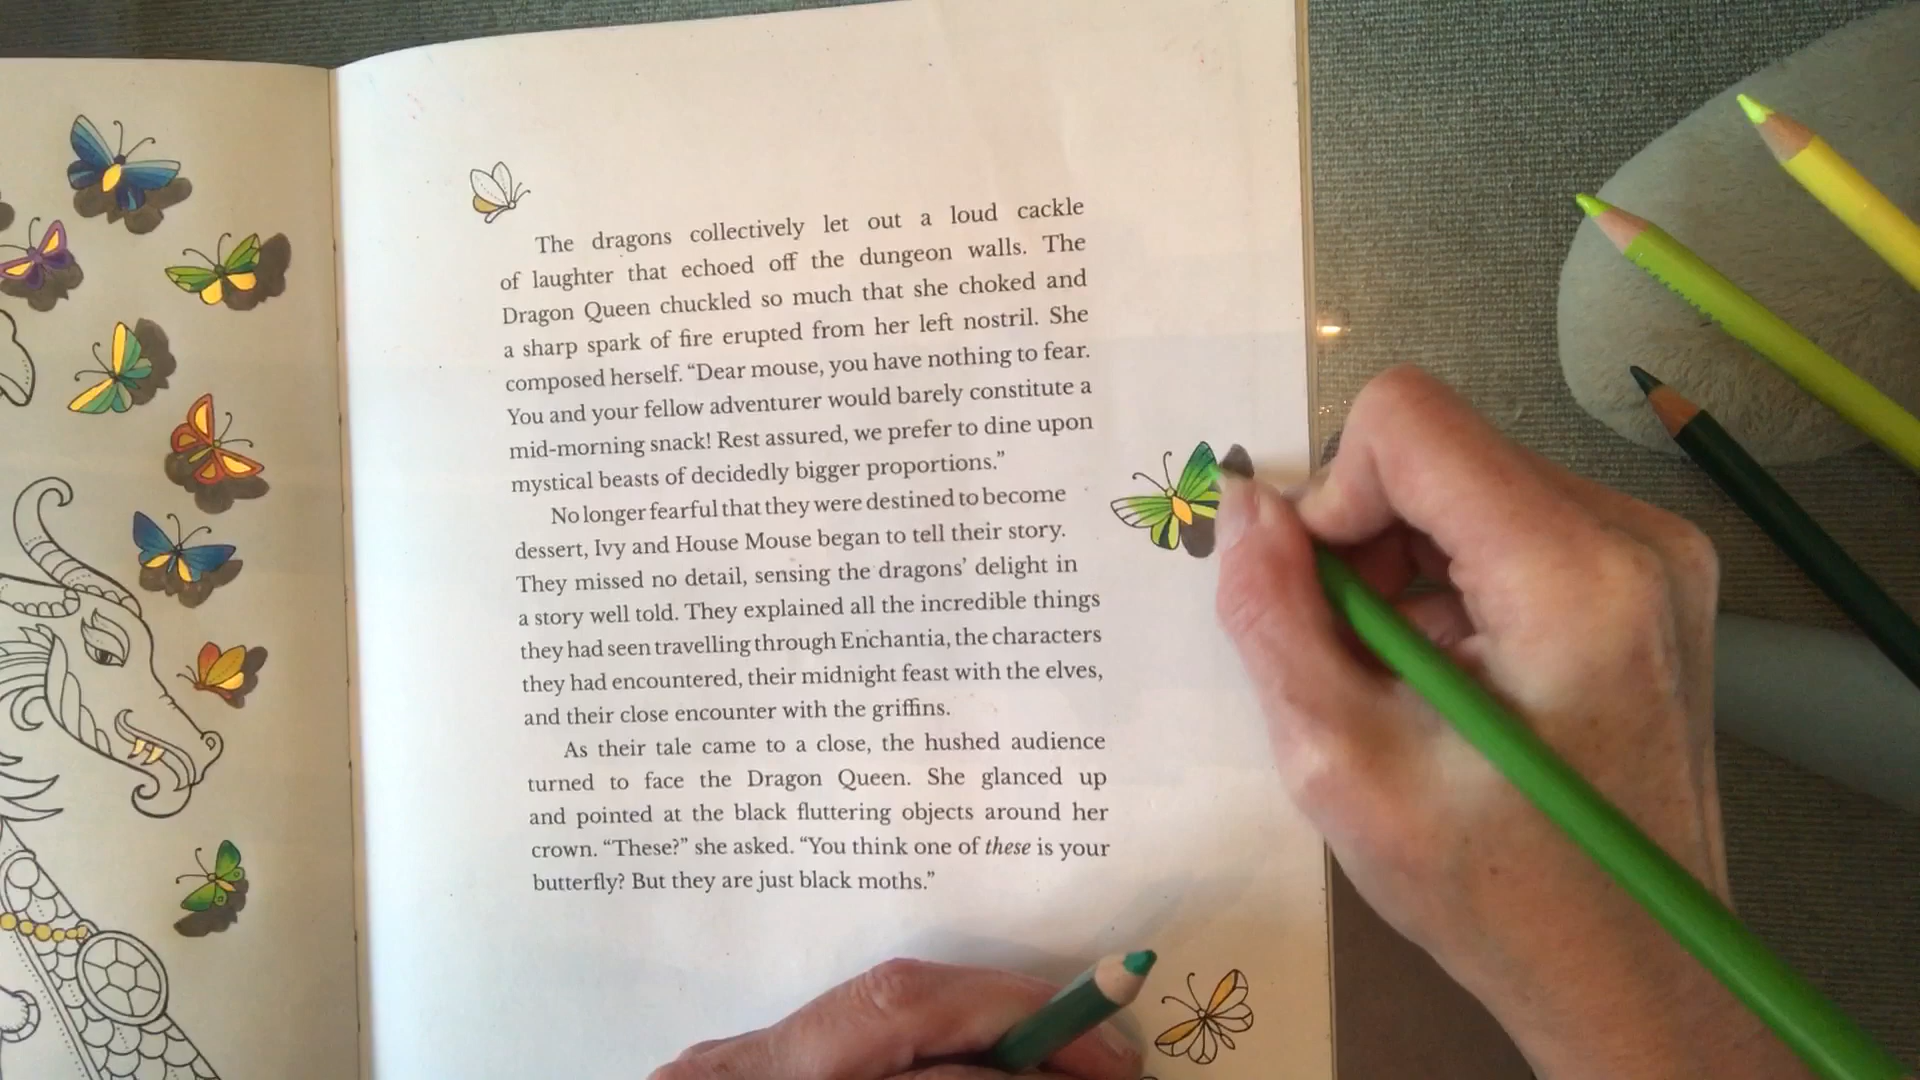 The dragons collectively let out a loud cackle
of laughter that echoed off the dungeon walls. The
Dragon Queen chuckled so much that she choked and
a sharp spark of fire erupted from her left nostril. She
composed herself. “Dear mouse, you have nothing to fear.
You and your fellow adventurer would barely constitute a
mid-morning snack! Rest assured, we prefer to dine upon
mystical beasts of decidedly bigger proportions.”
No longer fearful that they were destined to become
dessert, Ivy and House Mouse began to tell their story.
They missed no detail, sensing the dragons’ delight in
a story well told. They explained all the incredible things
they had seen travelling through Enchantia, the characters
they had encountered, their midnight feast with the elves,
and their close encounter with the griffins.
As their tale came to a close, the hushed audience
turned to face the Dragon Queen. She glanced up
and pointed at the black fluttering objects around her
crown. “These?” she asked. “You think one of these is your
butterfly? But they are just black moths.”